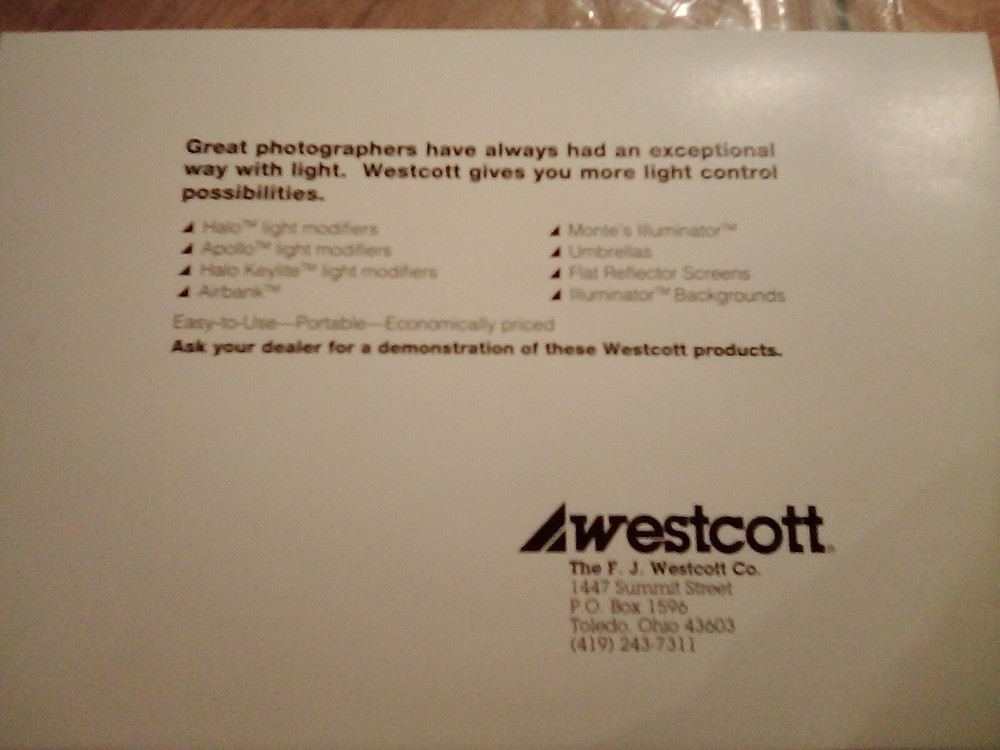 Great photographers have always had an exceptional
way with light. Westcott gives you more light control
possibilities.
Halo™ light modifiers
Apollo™ light modifiers
Halo Keylite™ light modifiers
Airbank™
Monte's Illuminator™
Umbrellas
Flat Reflector Screens
Illuminator™ Backgrounds
Easy-to-Use—Portable—Economically priced
Ask your dealer for a demonstration of these Westcott products.
westcott®
The F. J. Westcott Co.
1447 Summit Street
P.O. Box 1596
Toledo, Ohio 43603
(419) 243-7311